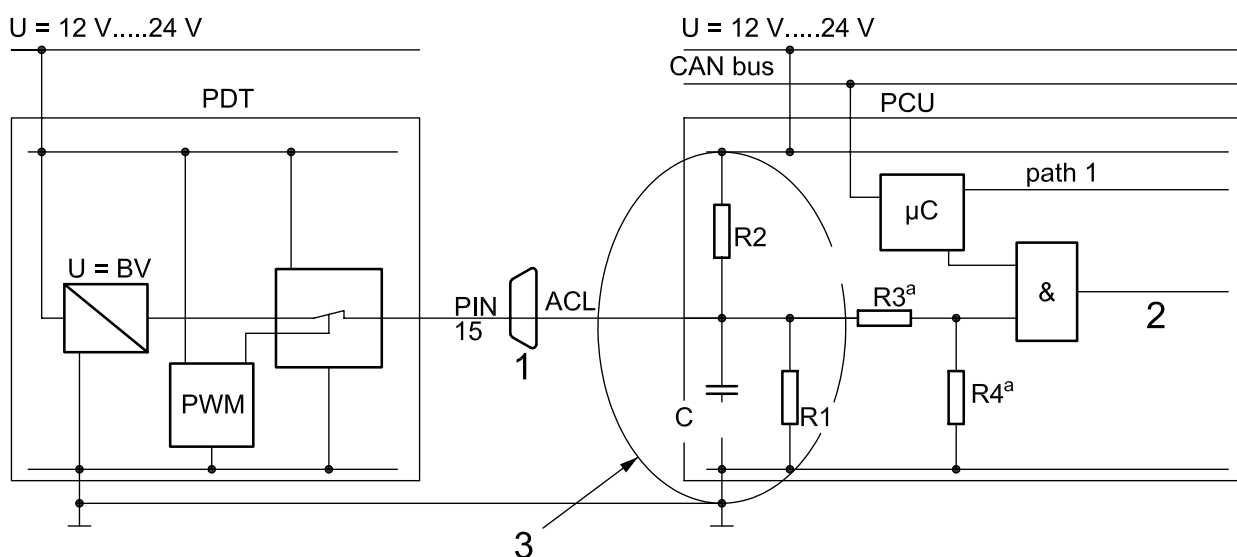 U = 12 V.....24 V
U = 12 V.....24 V
CAN bus
PDT
PCU
path 1
µC
R2
U = BV
PIN
15
ACL
R3ᵃ
&
2
1
PWM
C
R1
R4ᵃ
3